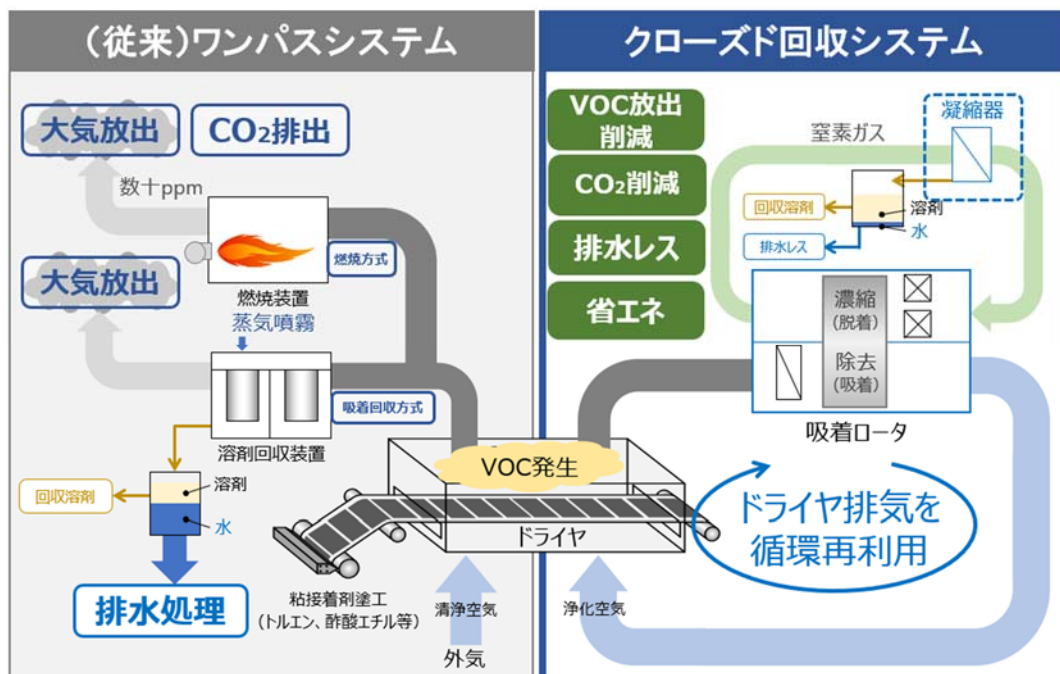 （従来）ワンパスシステム
大気放出
CO₂排出
数十ppm
燃焼方式
燃焼装置
大気放出
蒸気噴霧
吸着回収方式
溶剤回収装置
回収溶剤
溶剤
水
排水処理
粘接着剤塗工
（トルエン、酢酸エチル等）
VOC発生
ドライヤ
清浄空気
外気
クローズド回収システム
VOC放出
削減
CO₂削減
排水レス
省エネ
窒素ガス
凝縮器
回収溶剤
溶剤
水
排水レス
濃縮
（脱着）
除去
（吸着）
吸着ロータ
ドライヤ排気を
循環再利用
浄化空気